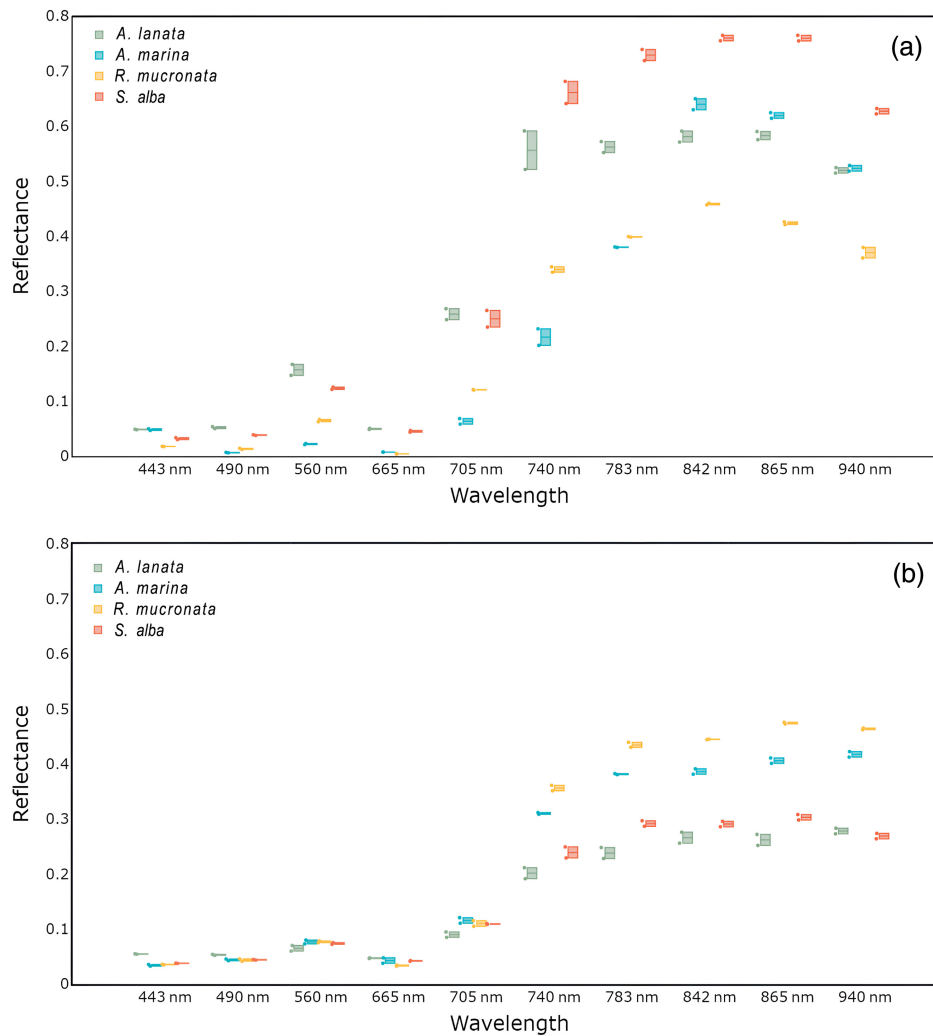 (a)
A. lanata
A. marina
R. mucronata
S. alba
0.8
0.7
0.6
0.5
0.4
0.3
0.2
0.1
0
Reflectance
443 nm 490 nm 560 nm 665 nm 705 nm 740 nm 783 nm 842 nm 865 nm 940 nm
Wavelength
(b)
A. lanata
A. marina
R. mucronata
S. alba
0.8
0.7
0.6
0.5
0.4
0.3
0.2
0.1
0
Reflectance
443 nm 490 nm 560 nm 665 nm 705 nm 740 nm 783 nm 842 nm 865 nm 940 nm
Wavelength